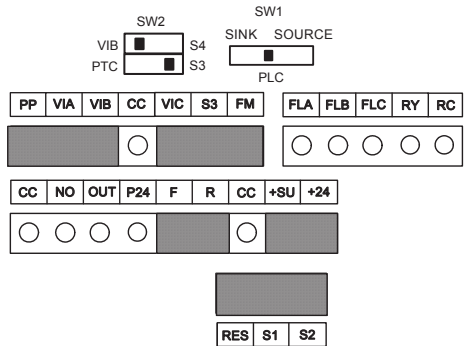 SW2
SW1
VIB S4
PTC S3
SINK SOURCE
PLC
PP VIA VIB CC VIC S3 FM
FLA FLB FLC RY RC
CC NO OUT P24 F R CC +SU +24
RES S1 S2